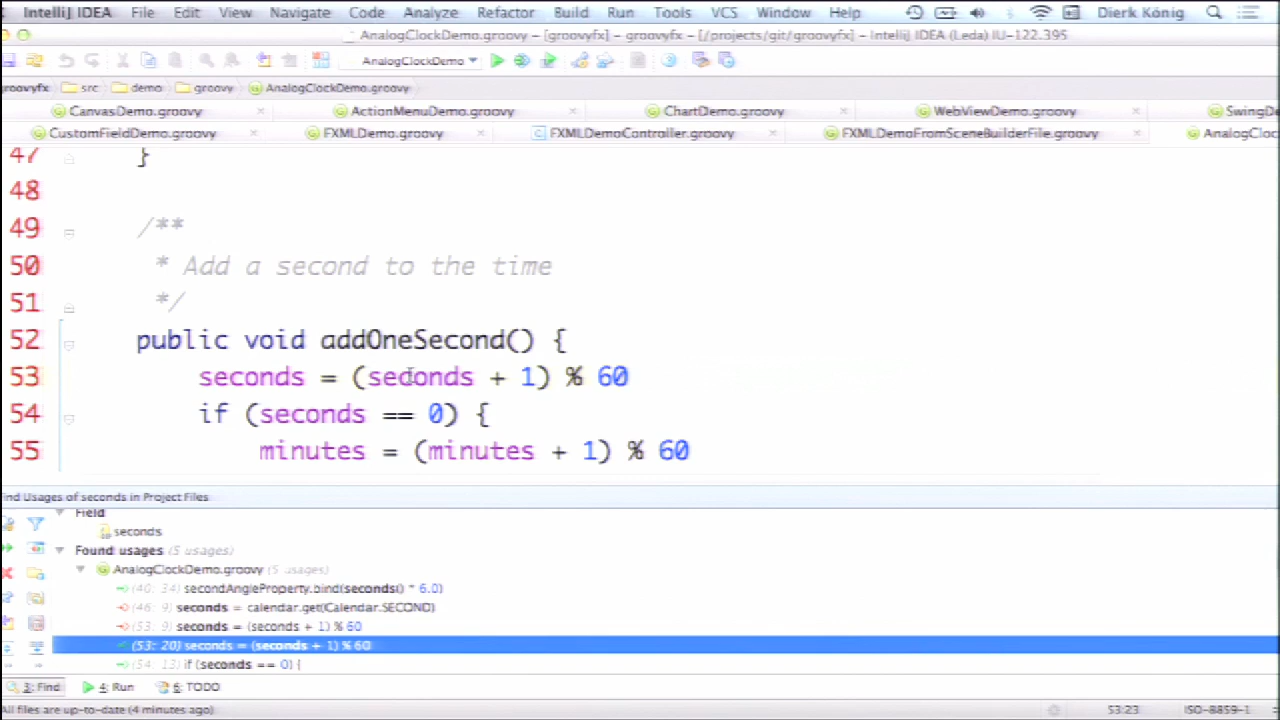 IntelliJ IDEA File Edit View Navigate Code Analyze Refactor Build Run Tools VCS Window Help Dierk König
AnalogClockDemo.groovy – [groovyfx] – groovyfx – [/projects/git/groovyfx] – IntelliJ IDEA (Leda) IU-122.395
AnalogClockDemo
groovyfx src demo groovy AnalogClockDemo.groovy
CanvasDemo.groovy ActionMenuDemo.groovy ChartDemo.groovy WebViewDemo.groovy SwingDe
CustomFieldDemo.groovy FXMLDemo.groovy FXMLDemoController.groovy FXMLDemoFromSceneBuilderFile.groovy AnalogCloc
47 }
48
49 /**
50 * Add a second to the time
51 */
52 public void addOneSecond() {
53 seconds = (seconds + 1) % 60
54 if (seconds == 0) {
55 minutes = (minutes + 1) % 60
ind Usages of seconds in Project Files
Field
seconds
Found usages (5 usages)
AnalogClockDemo.groovy (5 usages)
(40: 34) secondAngleProperty.bind(seconds() * 6.0)
(46: 9) seconds = calendar.get(Calendar.SECOND)
(53: 9) seconds = (seconds + 1) % 60
(53: 20) seconds = (seconds + 1) % 60
(54: 13) if (seconds == 0) {
3: Find 4: Run 6: TODO
All files are up-to-date (4 minutes ago) 53:23 ISO-8859-1